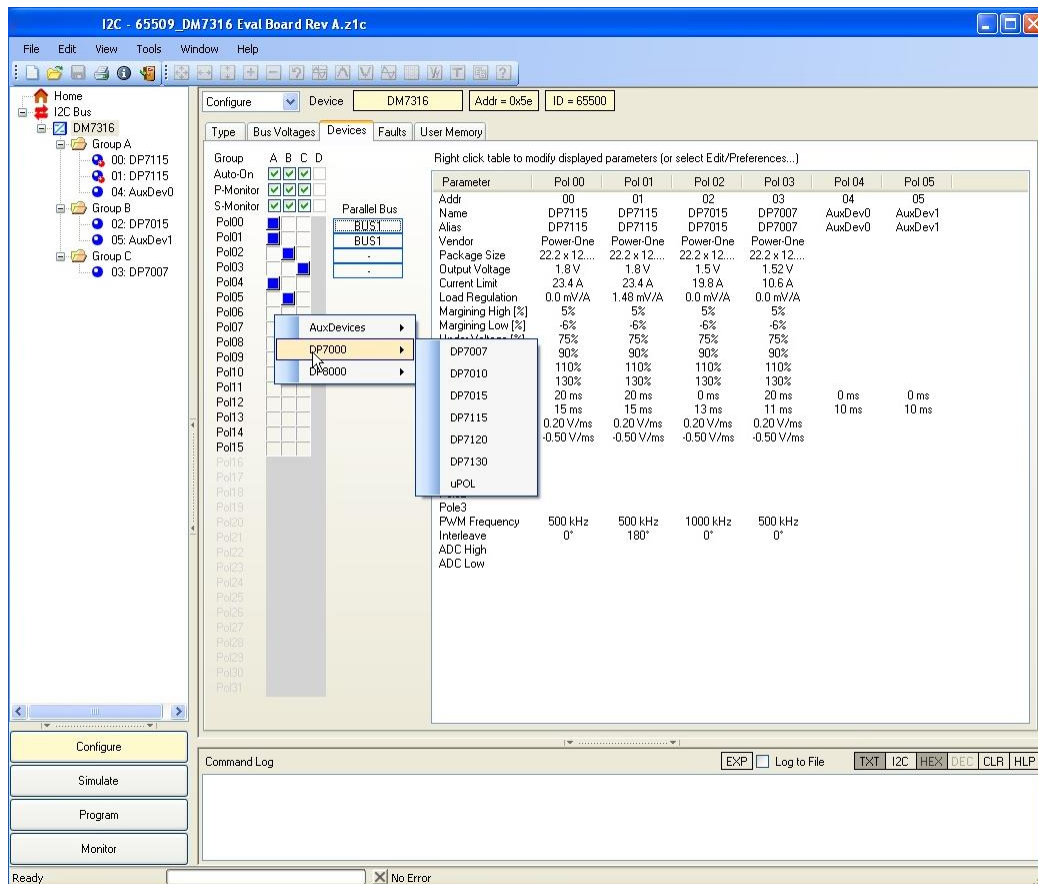 I2C - 65509_DM7316 Eval Board Rev A.z1c
File Edit View Tools Window Help
Home
I2C Bus
DM7316
Group A
00: DP7115
01: DP7115
04: AuxDev0
Group B
02: DP7015
05: AuxDev1
Group C
03: DP7007
Configure Device DM7316 Addr = 0x5e ID = 65500
Type Bus Voltages Devices Faults User Memory
Group A B C D
Auto-On
P-Monitor
S-Monitor
Parallel Bus
Pol00 BUS1
Pol01 BUS1
Pol02 -
Pol03 -
Pol04
Pol05
Pol06
Pol07
Pol08
Pol09
Pol10
Pol11
Pol12
Pol13
Pol14
Pol15
Pol16
Pol17
Pol18
Pol19
Pol20
Pol21
Pol22
Pol23
Pol24
Pol25
Pol26
Pol27
Pol28
Pol29
Pol30
Pol31
AuxDevices
DP7000
DP8000
DP7007
DP7010
DP7015
DP7115
DP7120
DP7130
uPOL
Right click table to modify displayed parameters (or select Edit/Preferences...)
Parameter Pol 00 Pol 01 Pol 02 Pol 03 Pol 04 Pol 05
Addr 00 01 02 03 04 05
Name DP7115 DP7115 DP7015 DP7007 AuxDev0 AuxDev1
Alias DP7115 DP7115 DP7015 DP7007 AuxDev0 AuxDev1
Vendor Power-One Power-One Power-One Power-One
Package Size 22.2 x 12.... 22.2 x 12.... 22.2 x 12.... 22.2 x 12....
Output Voltage 1.8 V 1.8 V 1.5 V 1.52 V
Current Limit 23.4 A 23.4 A 19.8 A 10.6 A
Load Regulation 0.0 mV/A 1.48 mV/A 0.0 mV/A 0.0 mV/A
Margining High [%] 5% 5% 5% 5%
Margining Low [%] -6% -6% -6% -6%
75% 75% 75% 75%
90% 90% 90% 90%
110% 110% 110% 110%
130% 130% 130% 130%
20 ms 20 ms 0 ms 20 ms 0 ms 0 ms
15 ms 15 ms 13 ms 11 ms 10 ms 10 ms
0.20 V/ms 0.20 V/ms 0.20 V/ms 0.20 V/ms
-0.50 V/ms -0.50 V/ms -0.50 V/ms -0.50 V/ms
Pole3
PWM Frequency 500 kHz 500 kHz 1000 kHz 500 kHz
Interleave 0° 180° 0° 0°
ADC High
ADC Low
Configure
Simulate
Program
Monitor
Command Log EXP Log to File TXT I2C HEX DEC CLR HLP
Ready No Error